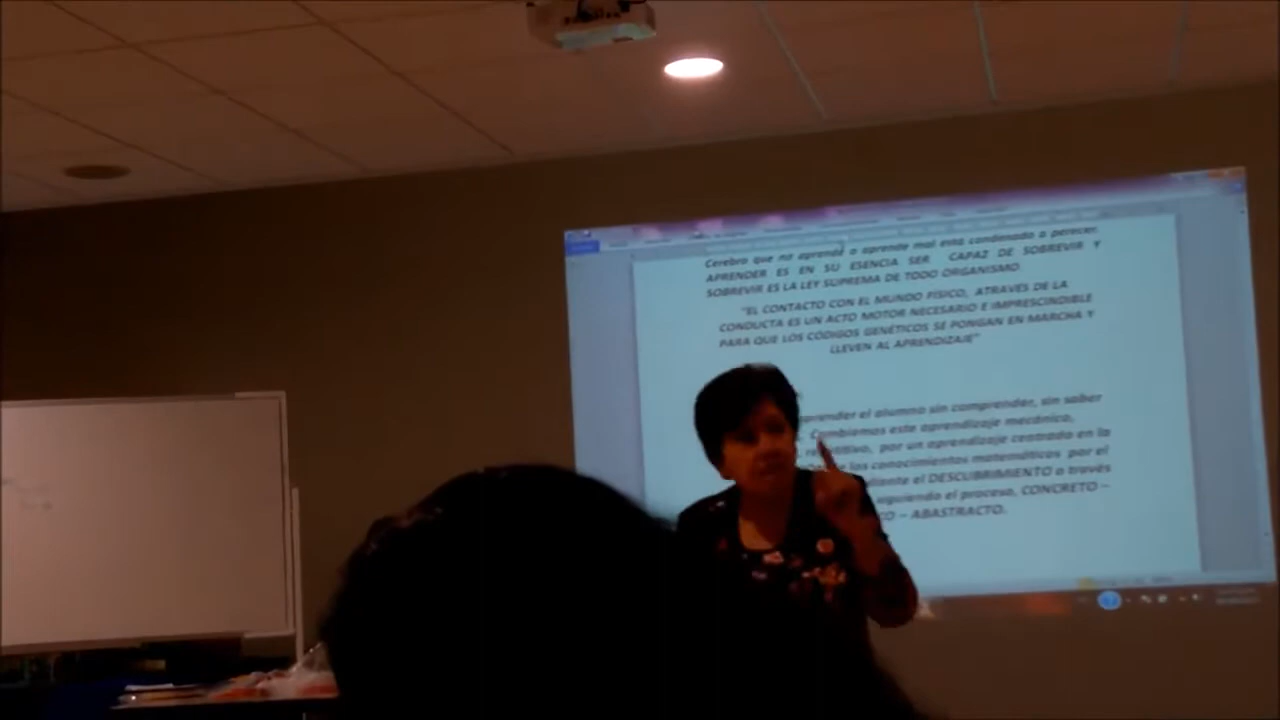 Cerebro que no aprende o aprende mal está condenado a perecer.
APRENDER ES EN SU ESENCIA SER CAPAZ DE SOBREVIR Y
SOBREVIR ES LA LEY SUPREMA DE TODO ORGANISMO.
"EL CONTACTO CON EL MUNDO FÍSICO, ATRAVES DE LA
CONDUCTA ES UN ACTO MOTOR NECESARIO E IMPRESCINDIBLE
PARA QUE LOS CÓDIGOS GENÉTICOS SE PONGAN EN MARCHA Y
LLEVEN AL APRENDIZAJE"
el alumno sin comprender, sin saber
Cambiemos este aprendizaje mecánico,
por un aprendizaje centrado en la
los conocimientos matemáticos por el
el DESCUBRIMIENTO a través
siguiendo el proceso, CONCRETO –
– ABASTRACTO.